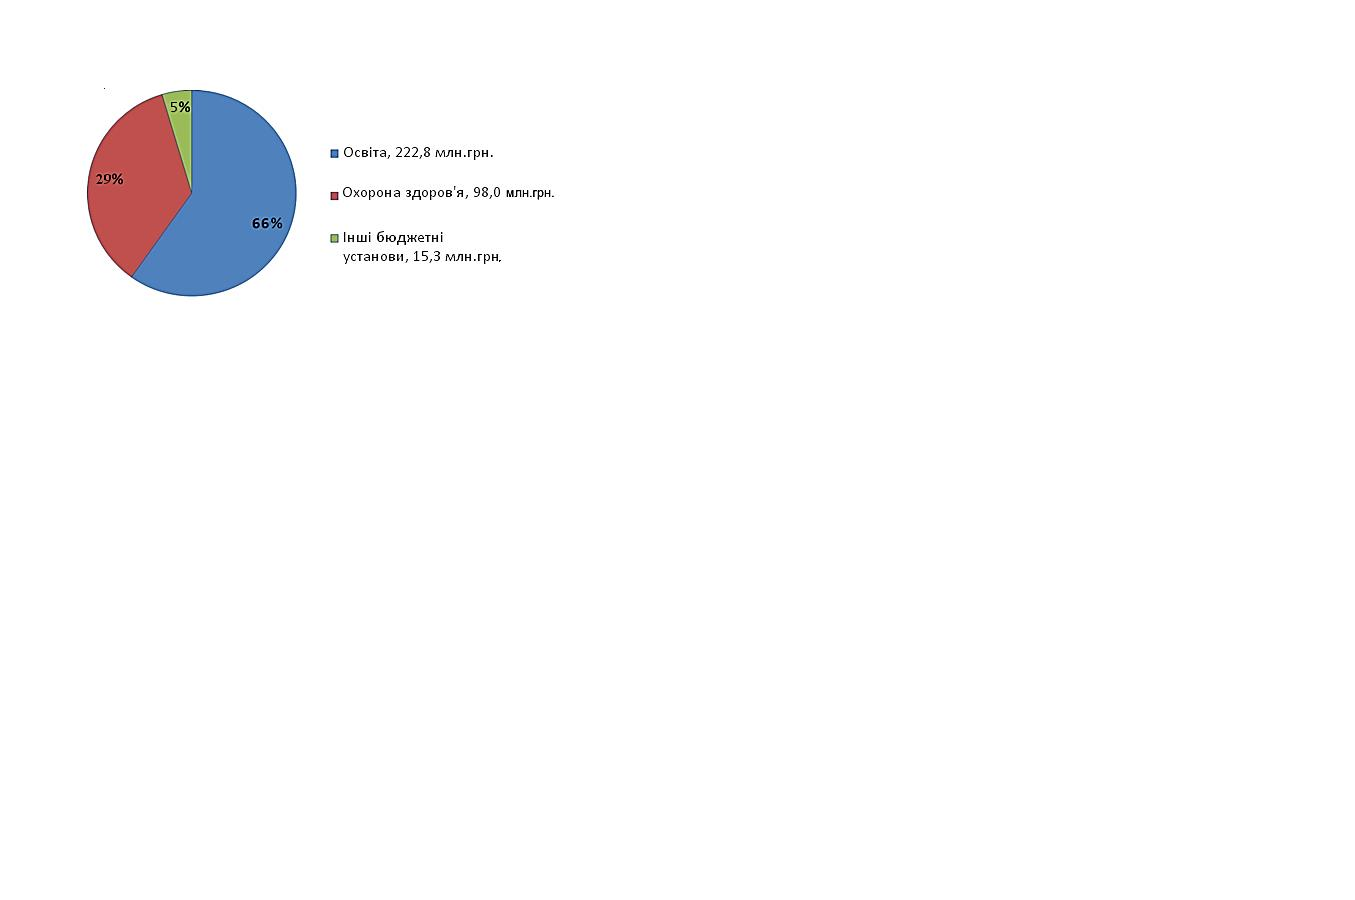 5%
29%
66%
Освіта, 222,8 млн.грн.
Охорона здоров'я, 98,0 млн.грн.
Інші бюджетні
установи, 15,3 млн.грн.